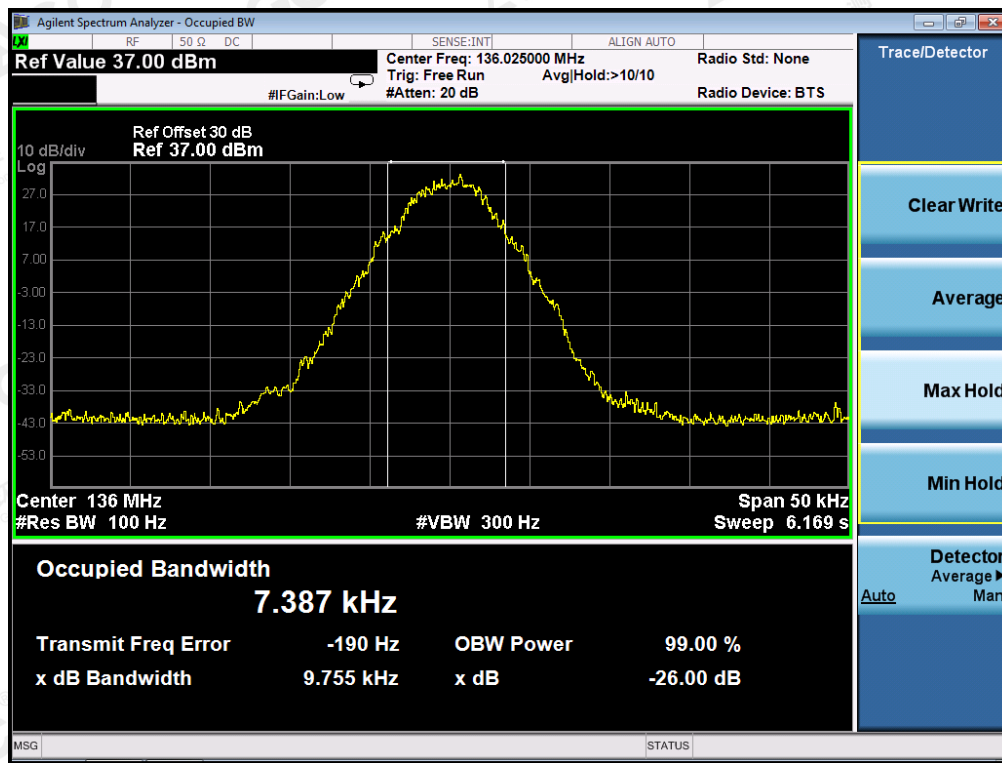 Agilent Spectrum Analyzer - Occupied BW
LXI RF 50 Ω DC SENSE:INT ALIGN AUTO
Ref Value 37.00 dBm
Center Freq: 136.025000 MHz
Radio Std: None
Trig: Free Run Avg|Hold:>10/10
#IFGain:Low
#Atten: 20 dB
Radio Device: BTS
Ref Offset 30 dB
10 dB/div Ref 37.00 dBm
Log
27.0
17.0
7.00
-3.00
-13.0
-23.0
-33.0
-43.0
-53.0
Center 136 MHz
Span 50 kHz
#Res BW 100 Hz
#VBW 300 Hz
Sweep 6.169 s
Occupied Bandwidth
7.387 kHz
Transmit Freq Error -190 Hz OBW Power 99.00 %
x dB Bandwidth 9.755 kHz x dB -26.00 dB
MSG
STATUS
Trace/Detector
Clear Write
Average
Max Hold
Min Hold
Detector
Average
Auto Man